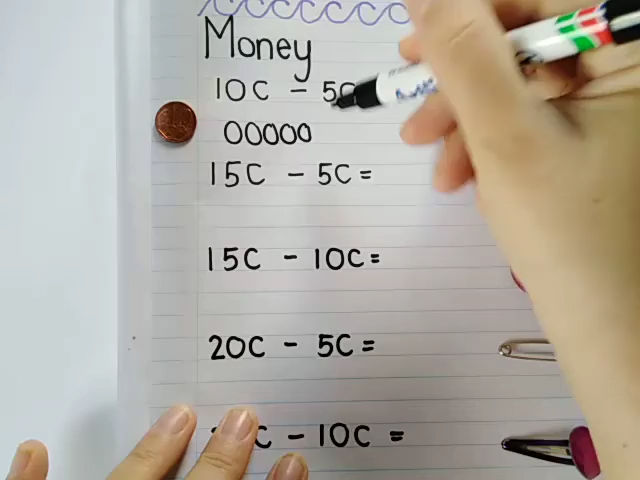 Money
10C - 5C
00000
15C - 5C =
15C - 10C =
20C - 5C =
C - 10C =